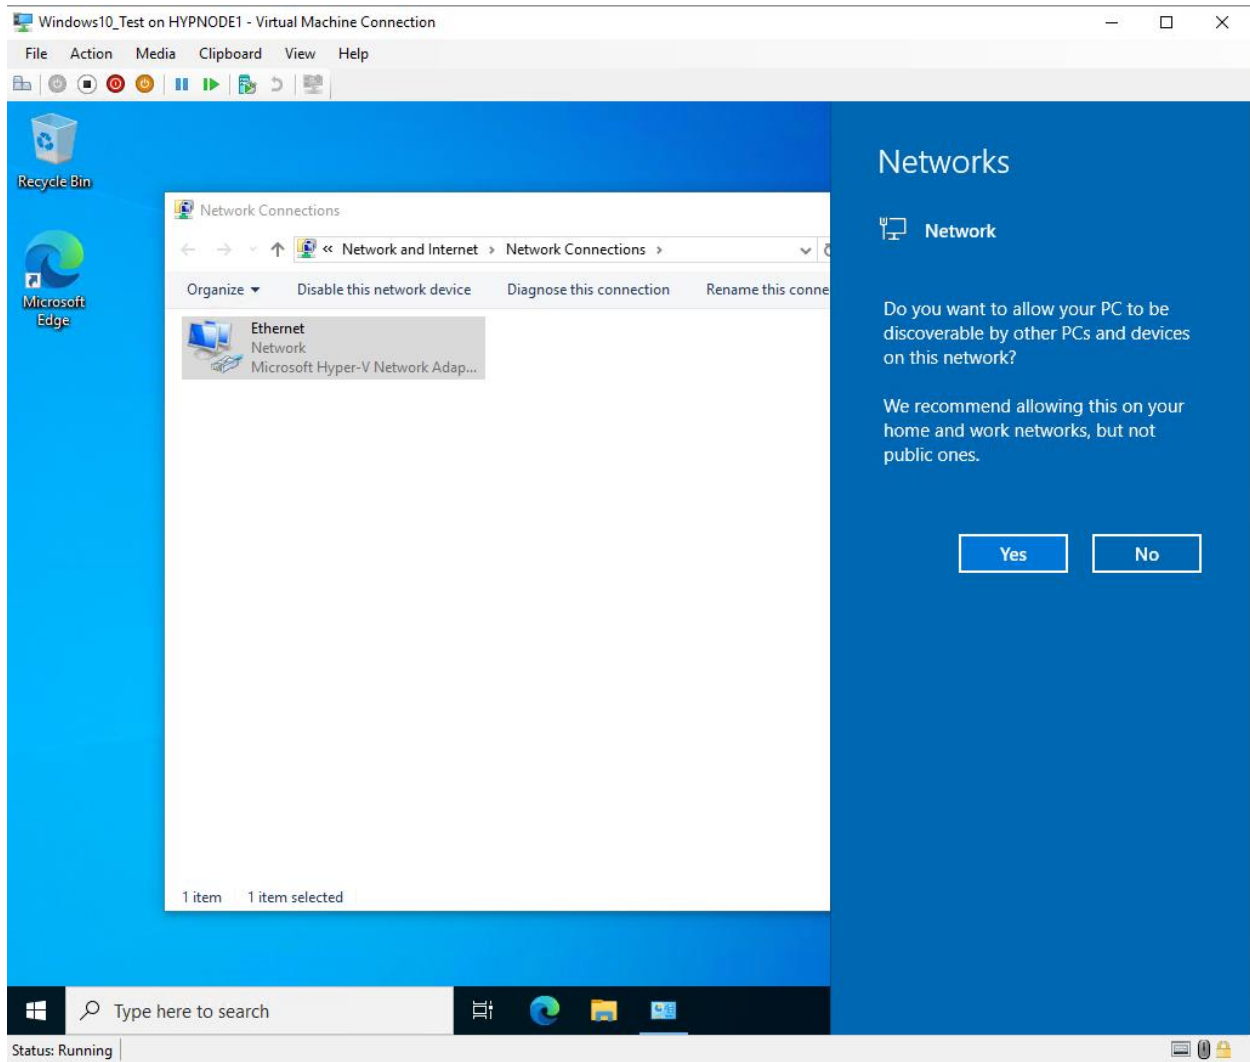 Windows10_Test on HYPNODE1 - Virtual Machine Connection
File Action Media Clipboard View Help
Recycle Bin
Microsoft
Edge
Network Connections
« Network and Internet › Network Connections ›
Organize Disable this network device Diagnose this connection Rename this conne
Ethernet
Network
Microsoft Hyper-V Network Adap...
1 item 1 item selected
Networks
Network
Do you want to allow your PC to be
discoverable by other PCs and devices
on this network?
We recommend allowing this on your
home and work networks, but not
public ones.
Yes No
Type here to search
Status: Running